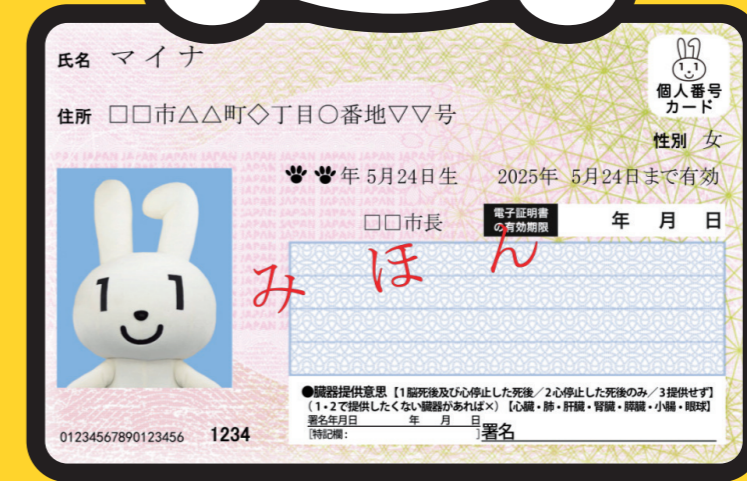 氏名 マイナ
個人番号
カード
住所 □□市△△町◇丁目○番地▽▽号
性別 女
年 5月24日生 2025年 5月24日まで有効
□□市長 電子証明書
の有効期限 年 月 日
みほん
●臓器提供意思【1脳死後及び心停止した死後/2心停止した死後のみ/3提供せず】
(1・2で提供したくない臓器があれば×)【心臓・肺・肝臓・腎臓・膵臓・小腸・眼球】
署名年月日 年 月 日
[特記欄: ]署名
01234567890123456 1234